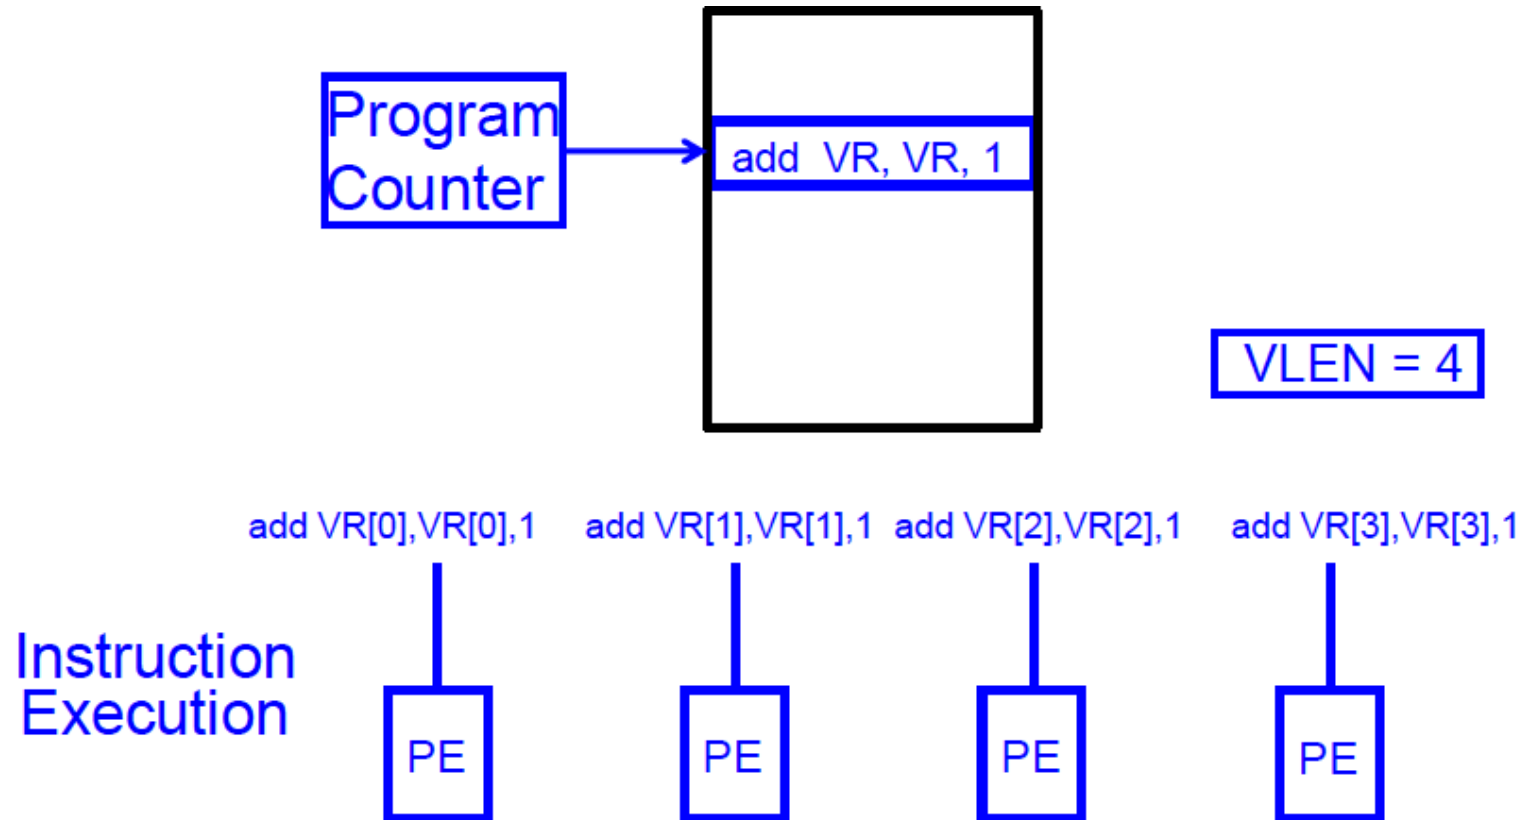 Program
Counter
add VR, VR, 1
VLEN = 4
add VR[0],VR[0],1
add VR[1],VR[1],1
add VR[2],VR[2],1
add VR[3],VR[3],1
Instruction
Execution
PE
PE
PE
PE